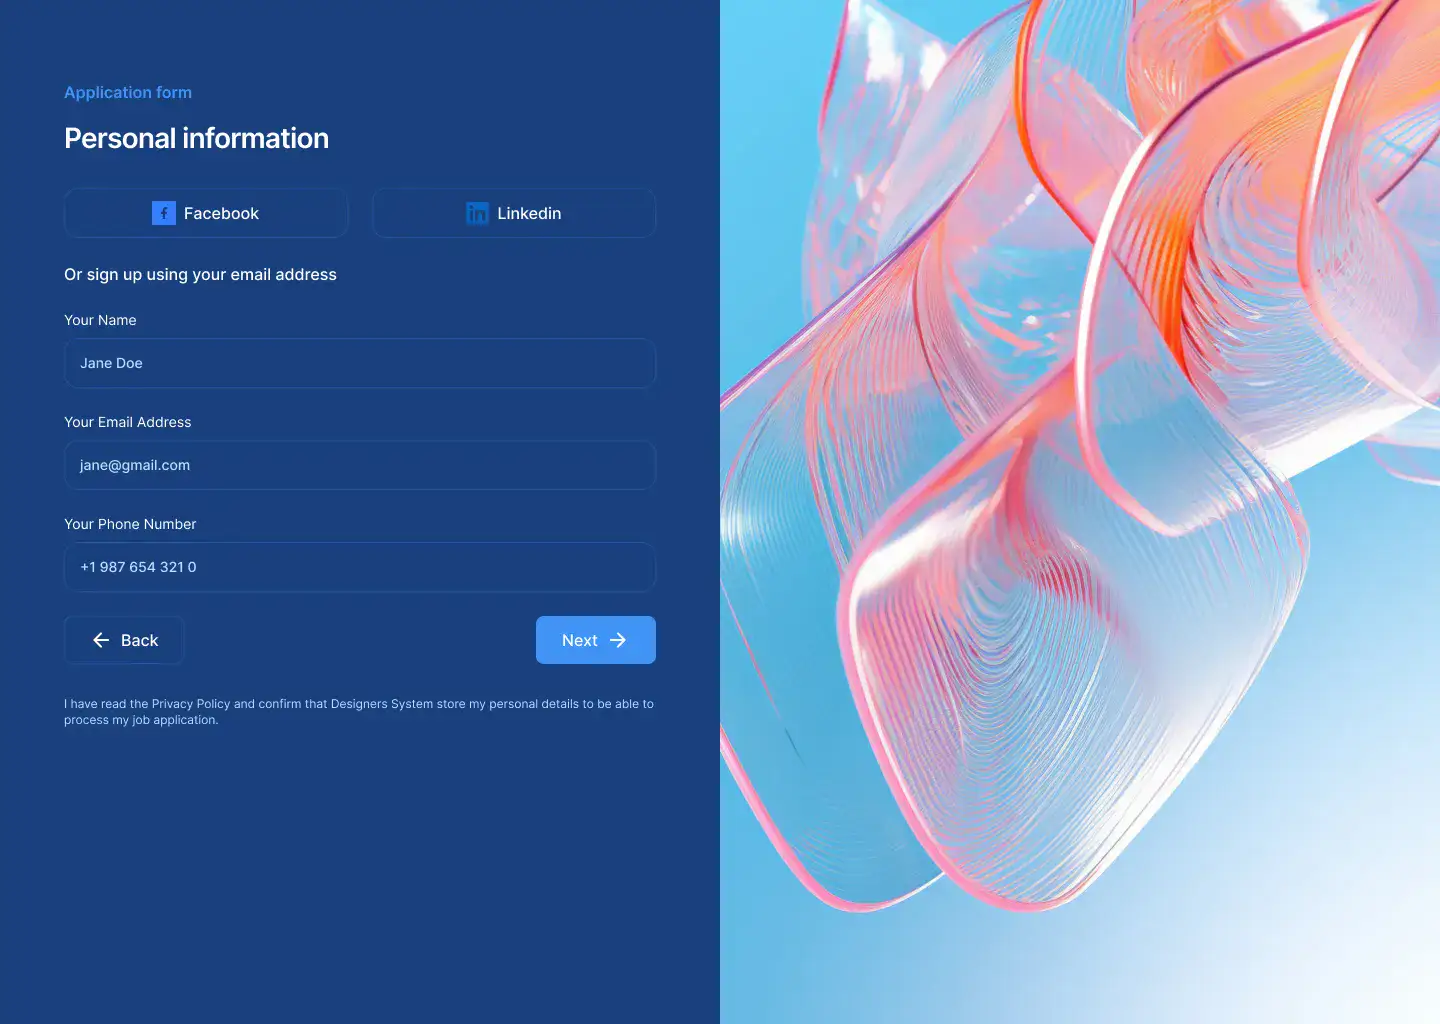 Application form
Personal information
Facebook
Linkedin
Or sign up using your email address
Your Name
Jane Doe
Your Email Address
jane@gmail.com
Your Phone Number
+1 987 654 321 0
Back
Next
I have read the Privacy Policy and confirm that Designers System store my personal details to be able to
process my job application.